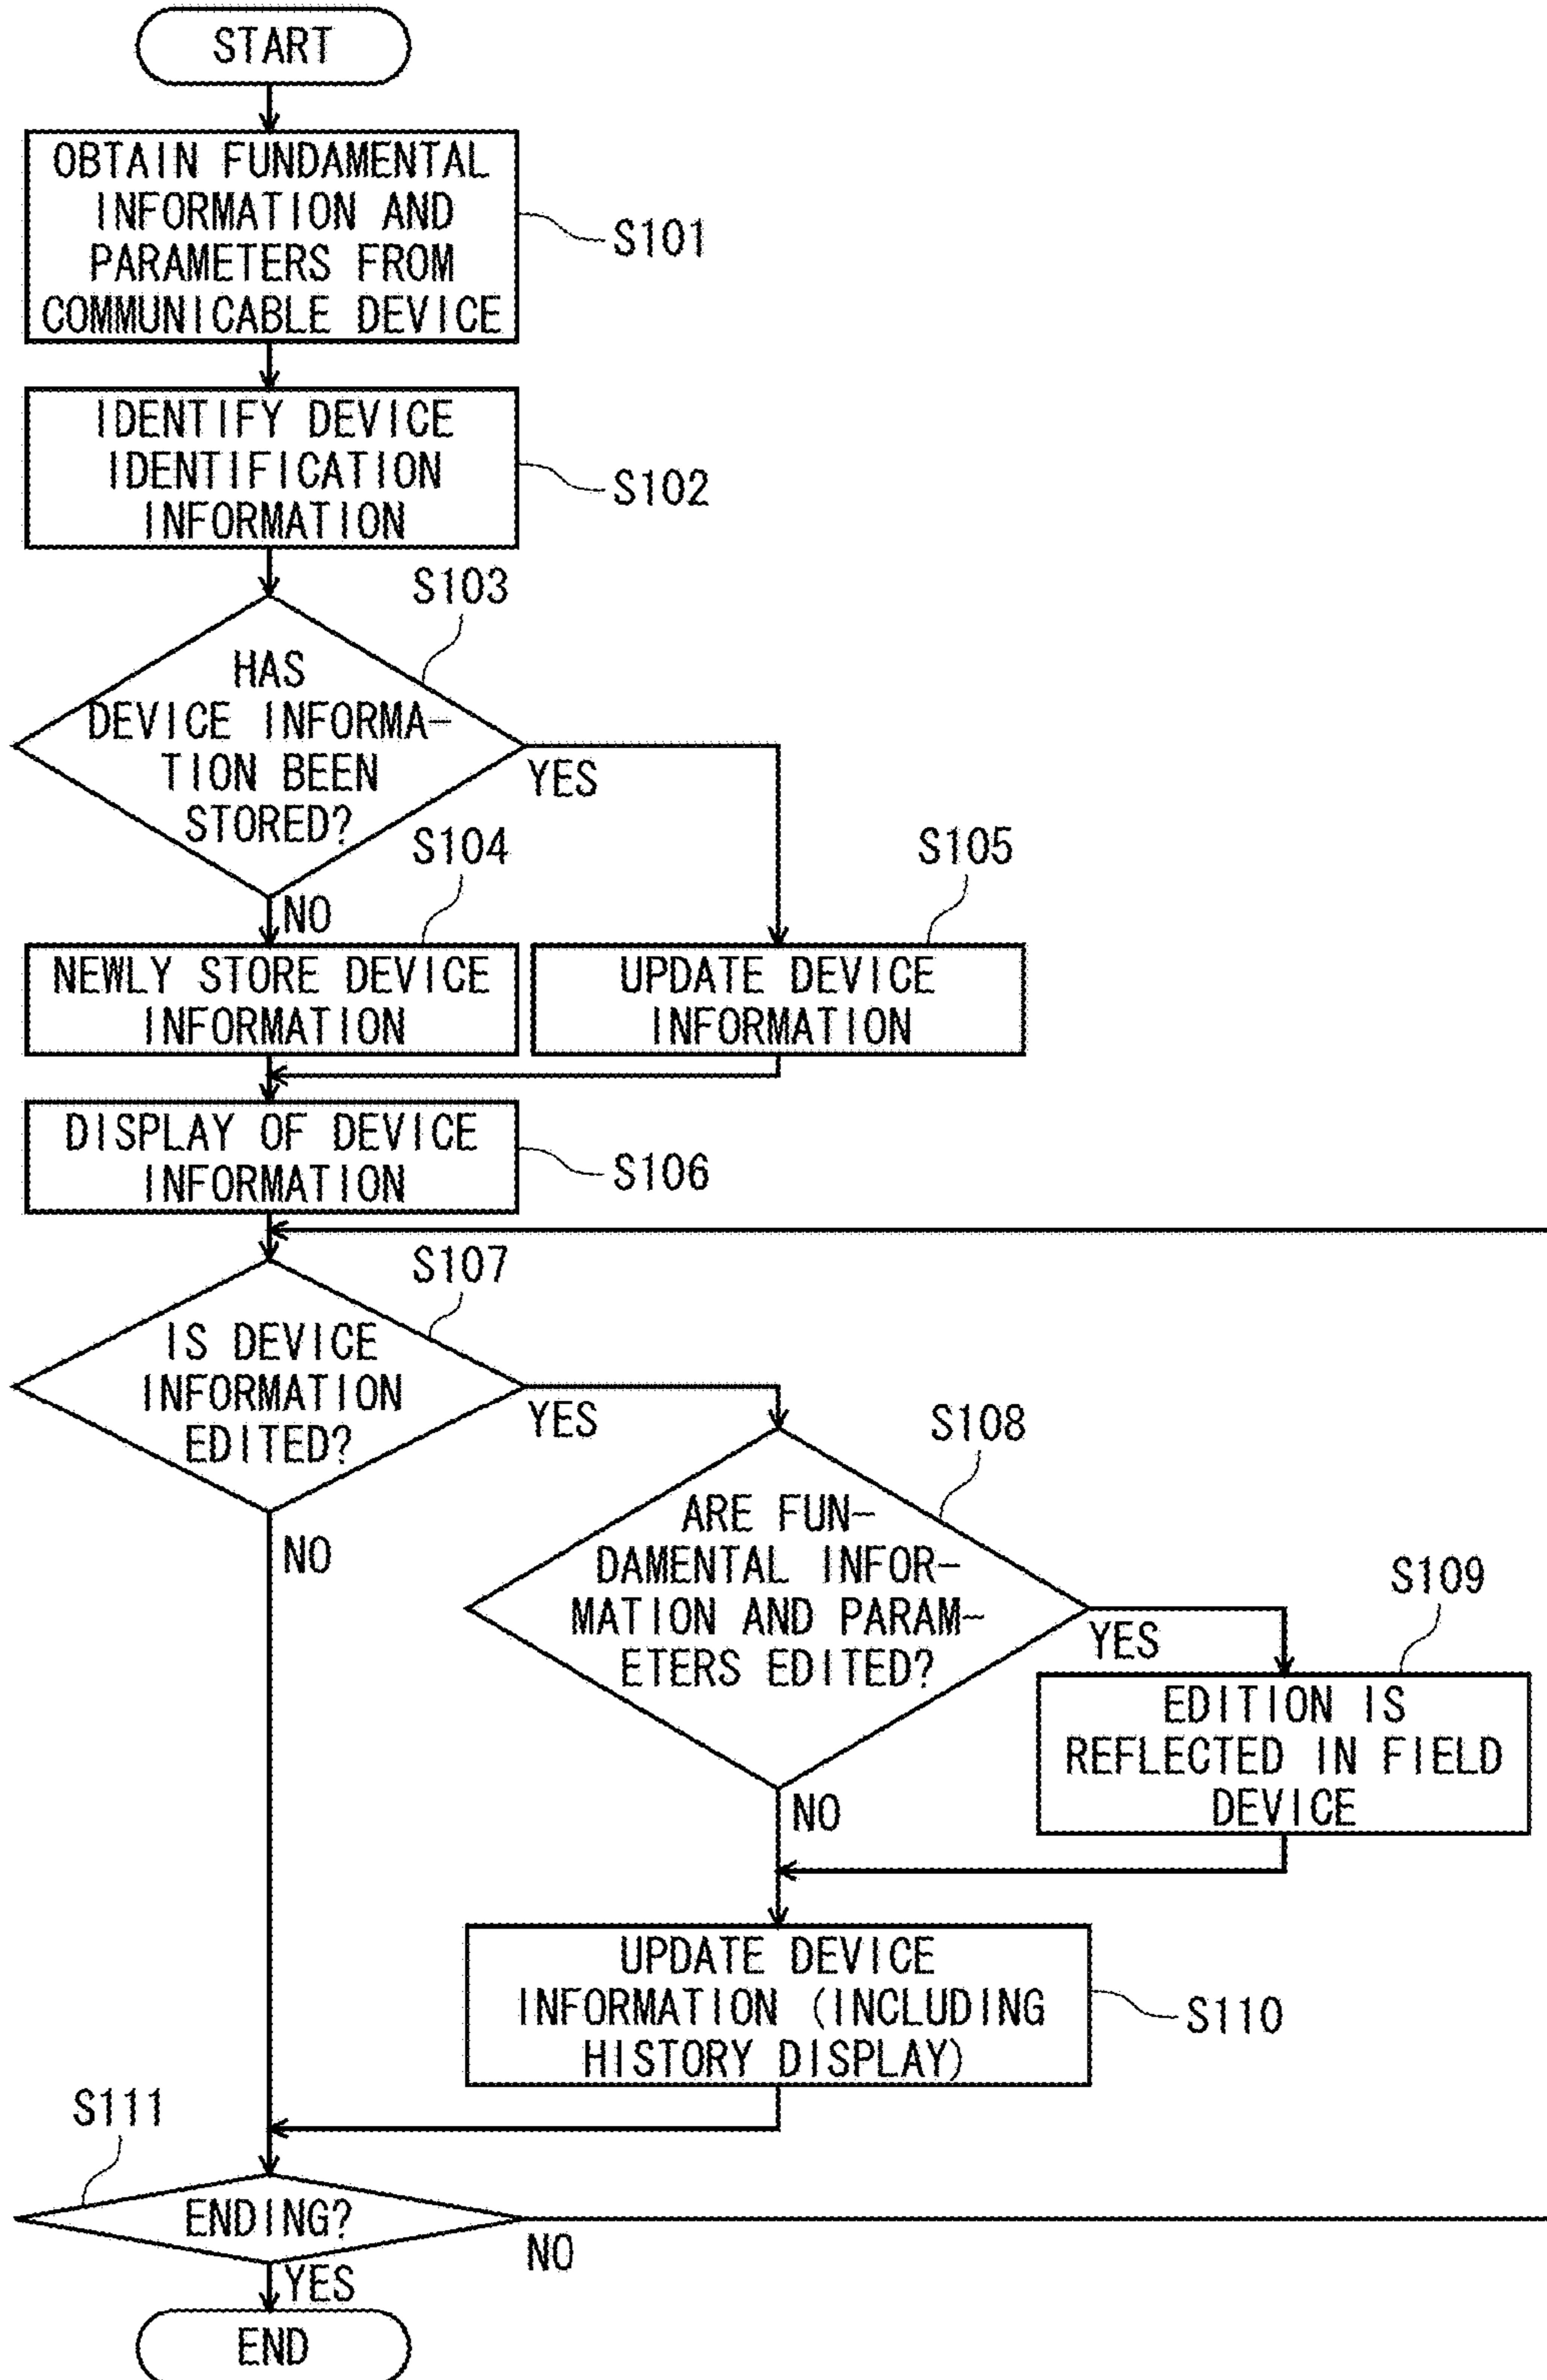 START
OBTAIN FUNDAMENTAL
INFORMATION AND
PARAMETERS FROM
COMMUNICABLE DEVICE
S101
IDENTIFY DEVICE
IDENTIFICATION
INFORMATION
S102
S103
HAS
DEVICE INFORMA-
TION BEEN
STORED?
YES
NO
S104
NEWLY STORE DEVICE
INFORMATION
S105
UPDATE DEVICE
INFORMATION
DISPLAY OF DEVICE
INFORMATION
S106
S107
IS DEVICE
INFORMATION
EDITED?
YES
NO
S108
ARE FUN-
DAMENTAL INFOR-
MATION AND PARAM-
ETERS EDITED?
YES
NO
S109
EDITION IS
REFLECTED IN FIELD
DEVICE
UPDATE DEVICE
INFORMATION (INCLUDING
HISTORY DISPLAY)
S110
S111
ENDING?
NO
YES
END